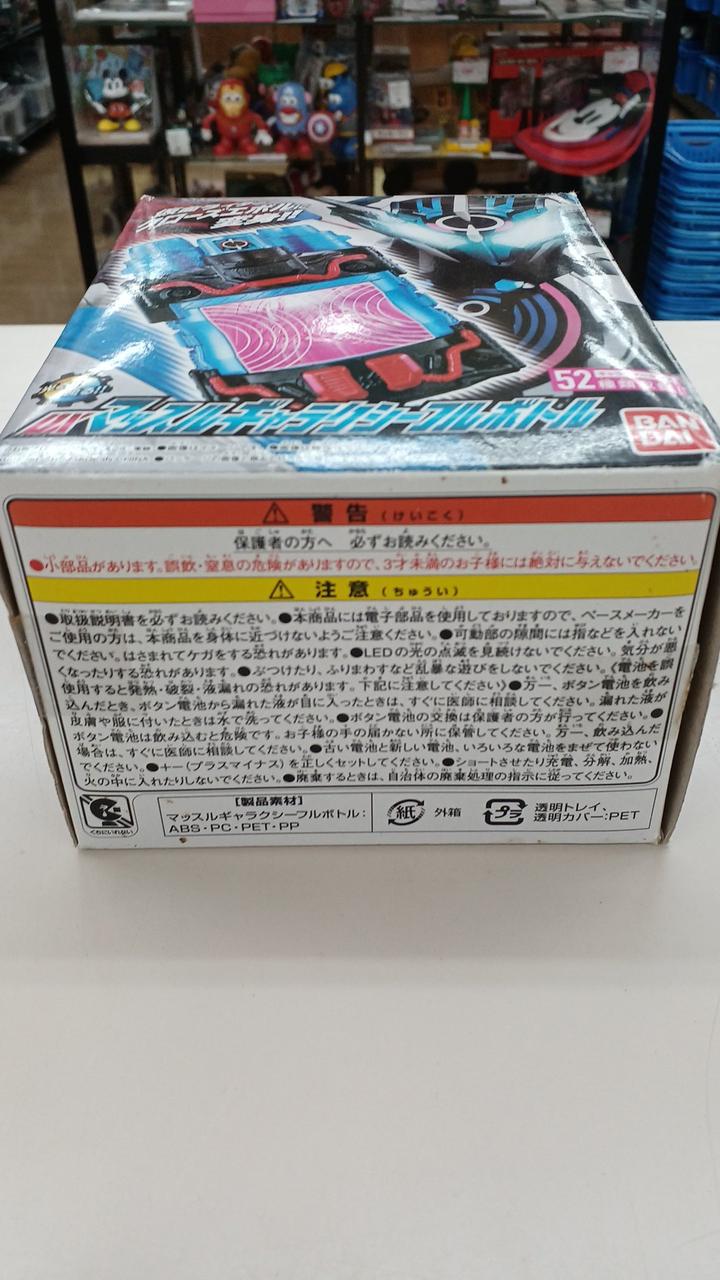 52
DXマッスルギャラクシーフルボトル
BAN
DAI
警告(けいこく)
保護者の方へ 必ずお読みください。
●小部品があります。誤飲・窒息の危険がありますので、3才未満のお子様には絶対に与えないでください。
注意(ちゅうい)
●取扱説明書を必ずお読みください。●本商品には電子部品を使用しておりますので、ペースメーカーを
ご使用の方は、本商品を身体に近づけないようご注意ください。●可動部の隙間には指などを入れない
でください。はさまれてケガをする恐れがあります。●LEDの光の点滅を見続けないでください。気分が悪
くなったりする恐れがあります。●ぶつけたり、ふりまわすなど乱暴な遊びをしないでください。〈電池を誤
使用すると発熱・破裂・液漏れの恐れがあります。下記に注意してください〉●万一、ボタン電池を飲み
込んだとき、ボタン電池から漏れた液が目に入ったときは、すぐに医師に相談してください。漏れた液が
皮膚や服に付いたときは水で洗ってください。●ボタン電池の交換は保護者の方が行ってください。●
ボタン電池は飲み込むと危険です。お子様の手の届かない所に保管してください。万一、飲み込んだ
場合は、すぐに医師に相談してください。●古い電池と新しい電池、いろいろな電池をまぜて使わない
でください。●+-(プラスマイナス)を正しくセットしてください。●ショートさせたり充電、分解、加熱、
火の中に入れたりしないでください。●廃棄するときは、自治体の廃棄処理の指示に従ってください。
くちにいれない
【製品素材】
マッスルギャラクシーフルボトル:
ABS・PC・PET・PP
紙 外箱
プラ 透明トレイ、
透明カバー:PET